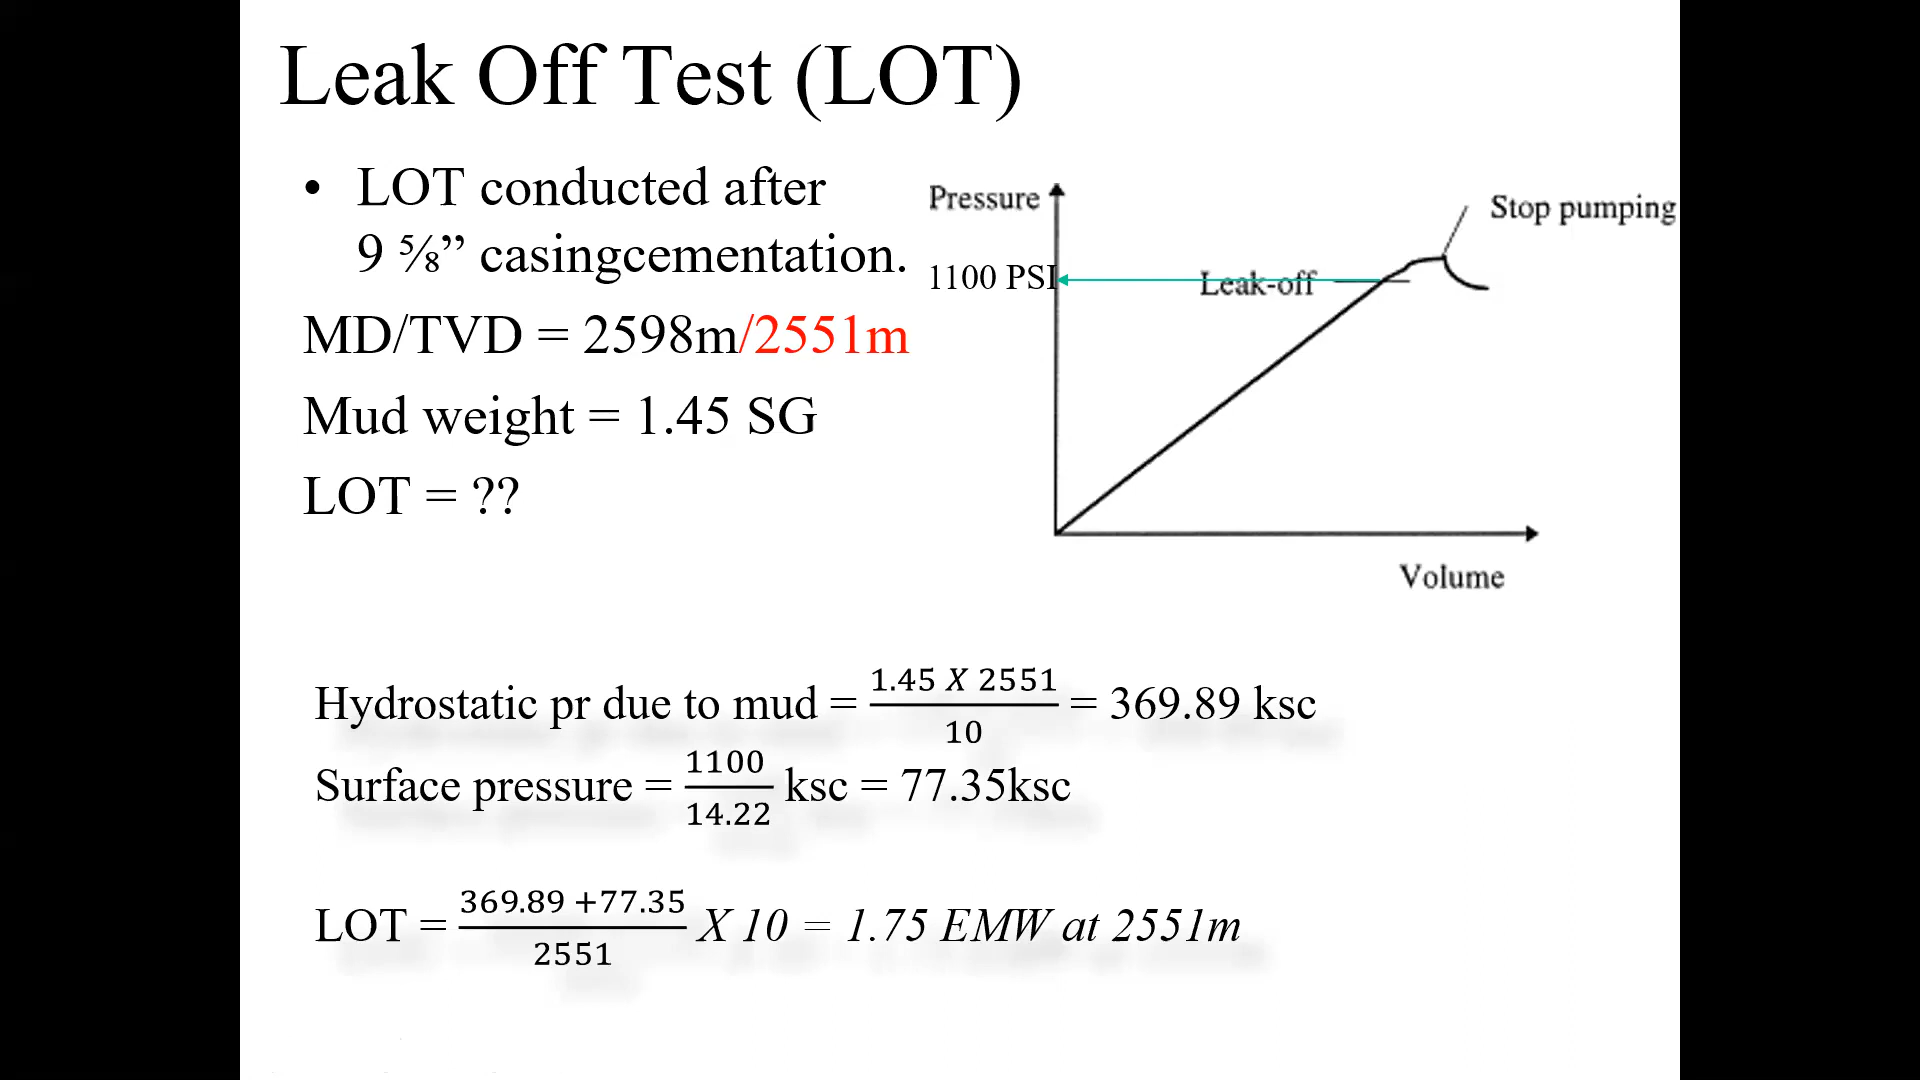 Leak Off Test (LOT)
• LOT conducted after
9 ⅝” casingcementation.
MD/TVD = 2598m/2551m
Mud weight = 1.45 SG
LOT = ??
Pressure
1100 PSI
Leak-off
Stop pumping
Volume
Hydrostatic pr due to mud = 1.45 X 2551 / 10 = 369.89 ksc
Surface pressure = 1100 / 14.22 ksc = 77.35ksc
LOT = 369.89 +77.35 / 2551 X 10 = 1.75 EMW at 2551m